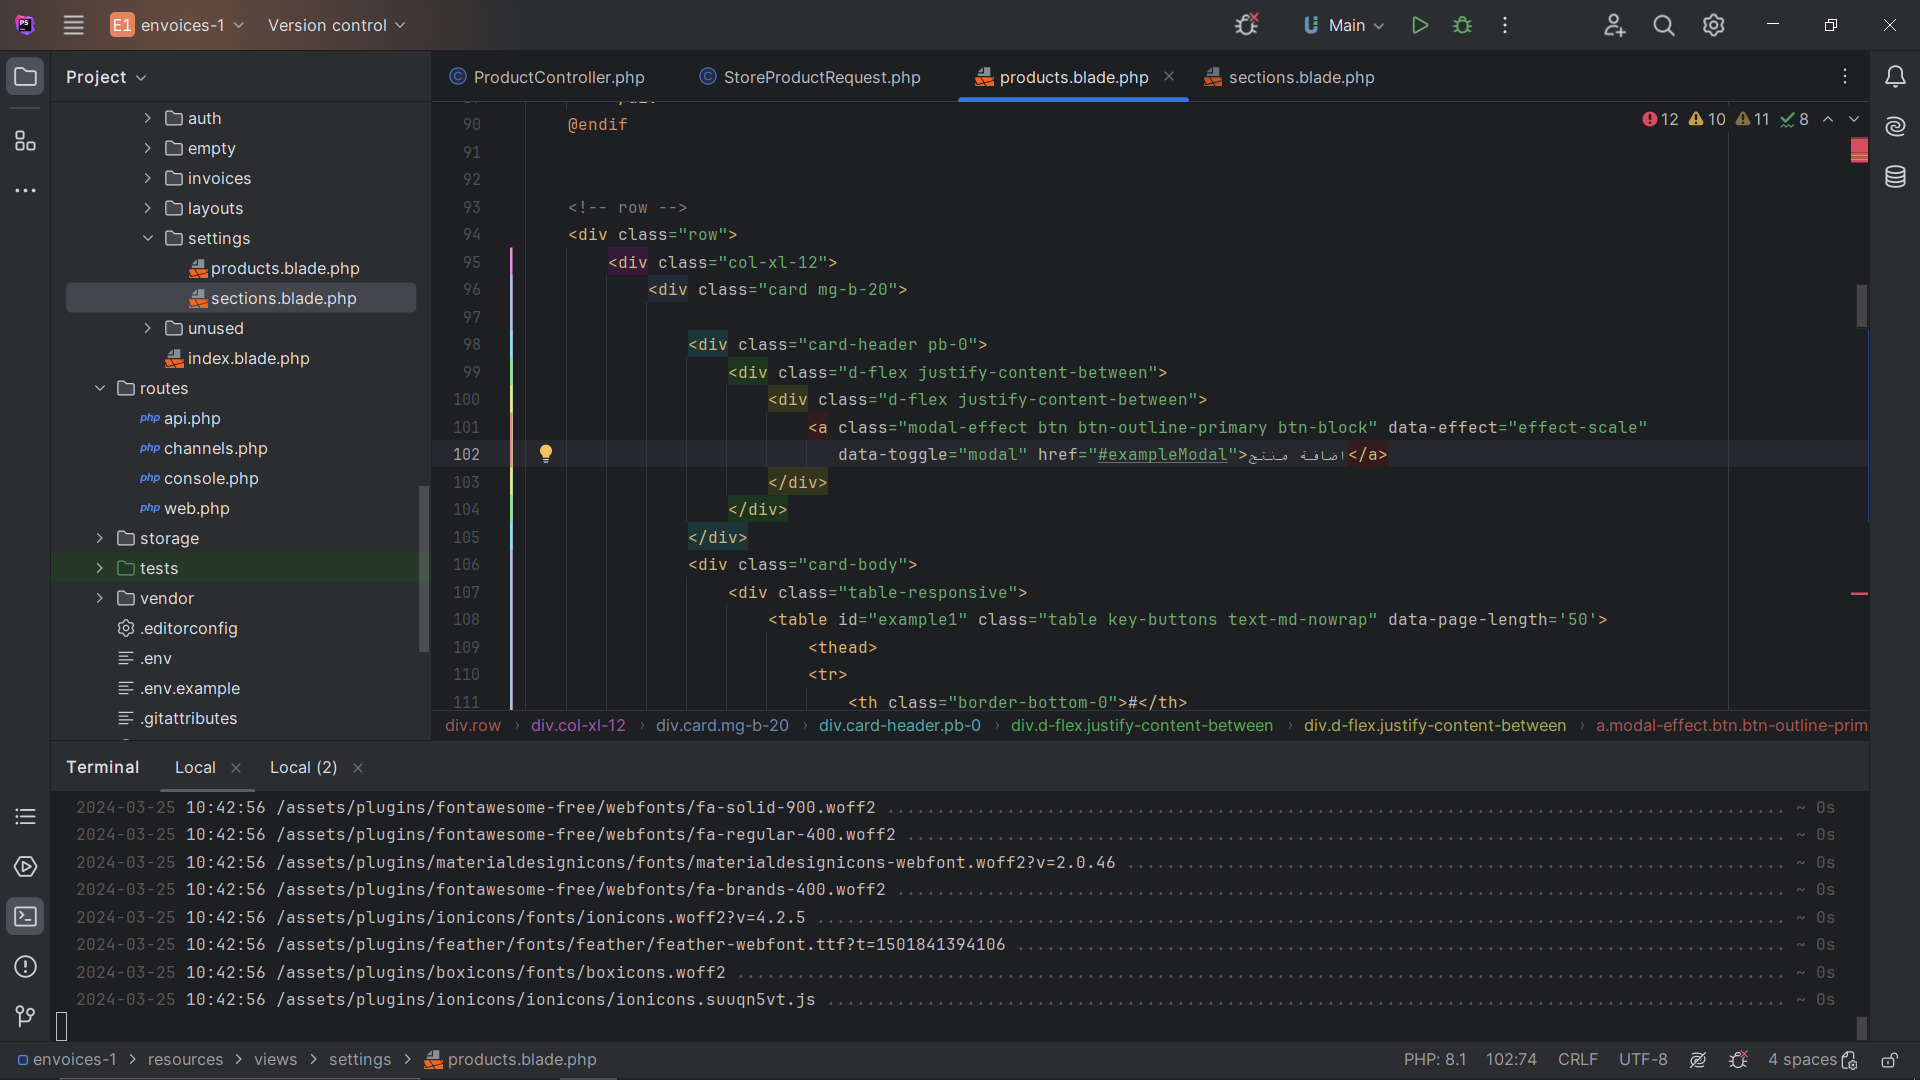 PS E1 envoices-1 Version control Main
Project
ProductController.php StoreProductRequest.php products.blade.php sections.blade.php
auth
empty
invoices
layouts
settings
products.blade.php
sections.blade.php
unused
index.blade.php
routes
php api.php
php channels.php
php console.php
php web.php
storage
tests
vendor
.editorconfig
.env
.env.example
.gitattributes
12 10 11 8
90 @endif
91
92
93 <!-- row -->
94 <div class="row">
95 <div class="col-xl-12">
96 <div class="card mg-b-20">
97
98 <div class="card-header pb-0">
99 <div class="d-flex justify-content-between">
100 <div class="d-flex justify-content-between">
101 <a class="modal-effect btn btn-outline-primary btn-block" data-effect="effect-scale"
102 data-toggle="modal" href="#exampleModal">اضافة منتج</a>
103 </div>
104 </div>
105 </div>
106 <div class="card-body">
107 <div class="table-responsive">
108 <table id="example1" class="table key-buttons text-md-nowrap" data-page-length='50'>
109 <thead>
110 <tr>
111 <th class="border-bottom-0">#</th>
div.row › div.col-xl-12 › div.card.mg-b-20 › div.card-header.pb-0 › div.d-flex.justify-content-between › div.d-flex.justify-content-between › a.modal-effect.btn.btn-outline-prim
Terminal Local Local (2)
2024-03-25 10:42:56 /assets/plugins/fontawesome-free/webfonts/fa-solid-900.woff2 ~ 0s
2024-03-25 10:42:56 /assets/plugins/fontawesome-free/webfonts/fa-regular-400.woff2 ~ 0s
2024-03-25 10:42:56 /assets/plugins/materialdesignicons/fonts/materialdesignicons-webfont.woff2?v=2.0.46 ~ 0s
2024-03-25 10:42:56 /assets/plugins/fontawesome-free/webfonts/fa-brands-400.woff2 ~ 0s
2024-03-25 10:42:56 /assets/plugins/ionicons/fonts/ionicons.woff2?v=4.2.5 ~ 0s
2024-03-25 10:42:56 /assets/plugins/feather/fonts/feather/feather-webfont.ttf?t=1501841394106 ~ 0s
2024-03-25 10:42:56 /assets/plugins/boxicons/fonts/boxicons.woff2 ~ 0s
2024-03-25 10:42:56 /assets/plugins/ionicons/ionicons/ionicons.suuqn5vt.js ~ 0s
envoices-1 > resources > views > settings > products.blade.php PHP: 8.1 102:74 CRLF UTF-8 4 spaces